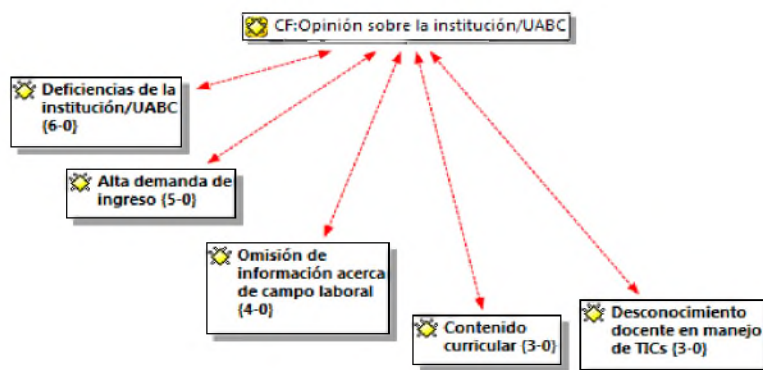 CF:Opinión sobre la institución/UABC
Deficiencias de la
institución/UABC
{6-0}
Alta demanda de
ingreso {5-0}
Omisión de
información acerca
de campo laboral
{4-0}
Contenido
curricular {3-0}
Desconocimiento
docente en manejo
de TICs {3-0}